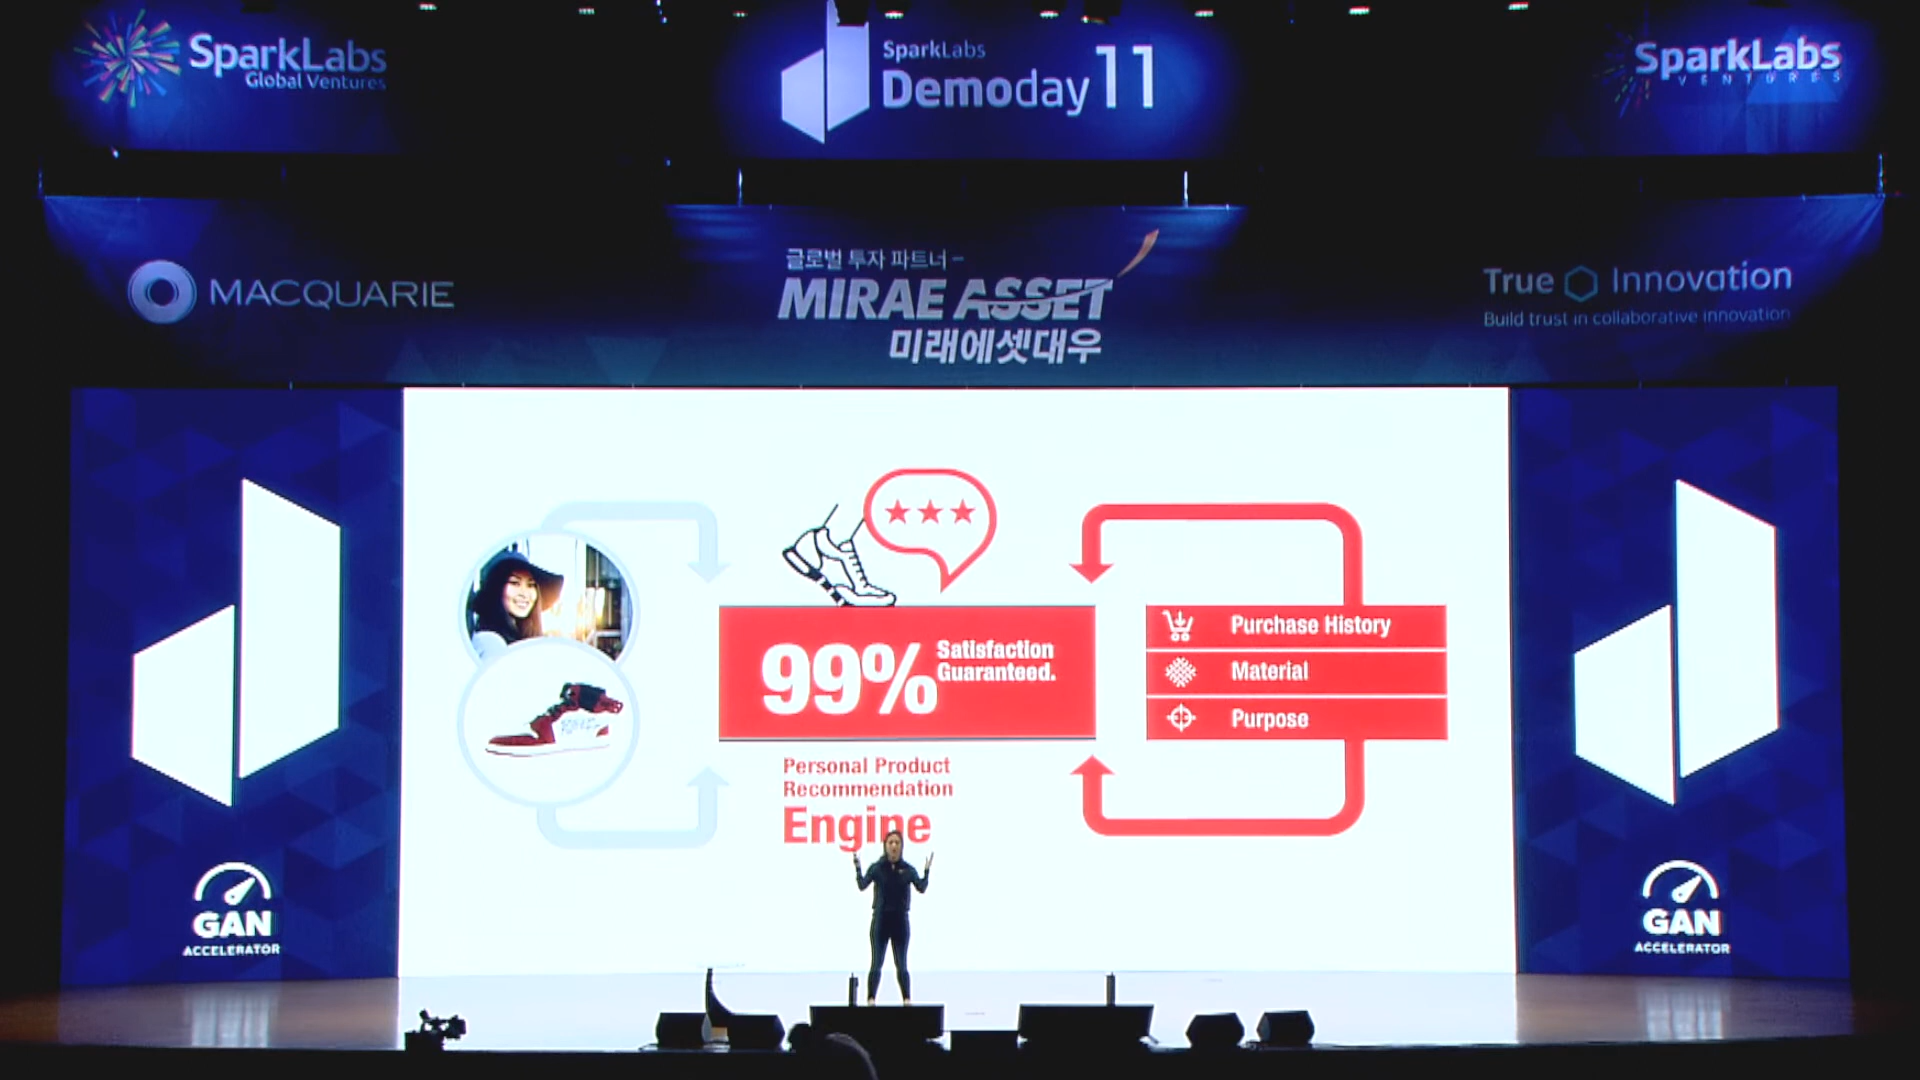 SparkLabs
Global Ventures
SparkLabs
Demoday 11
SparkLabs
VENTURES
MACQUARIE
글로벌 투자 파트너 –
MIRAE ASSET
미래에셋대우
True Innovation
Build trust in collaborative innovation
99% Satisfaction
Guaranteed.
Purchase History
Material
Purpose
Personal Product
Recommendation
Engine
GAN
ACCELERATOR
GAN
ACCELERATOR